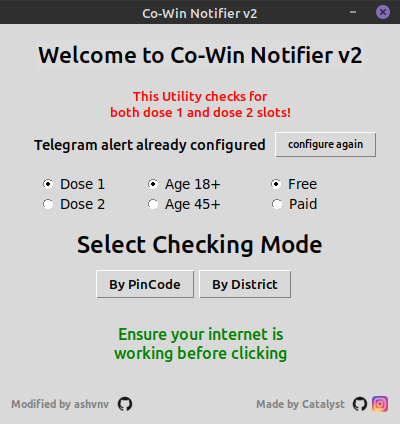 Co-Win Notifier v2
Welcome to Co-Win Notifier v2
This Utility checks for
both dose 1 and dose 2 slots!
Telegram alert already configured configure again
Dose 1 Age 18+ Free
Dose 2 Age 45+ Paid
Select Checking Mode
By PinCode By District
Ensure your internet is
working before clicking
Modified by ashvnv Made by Catalyst